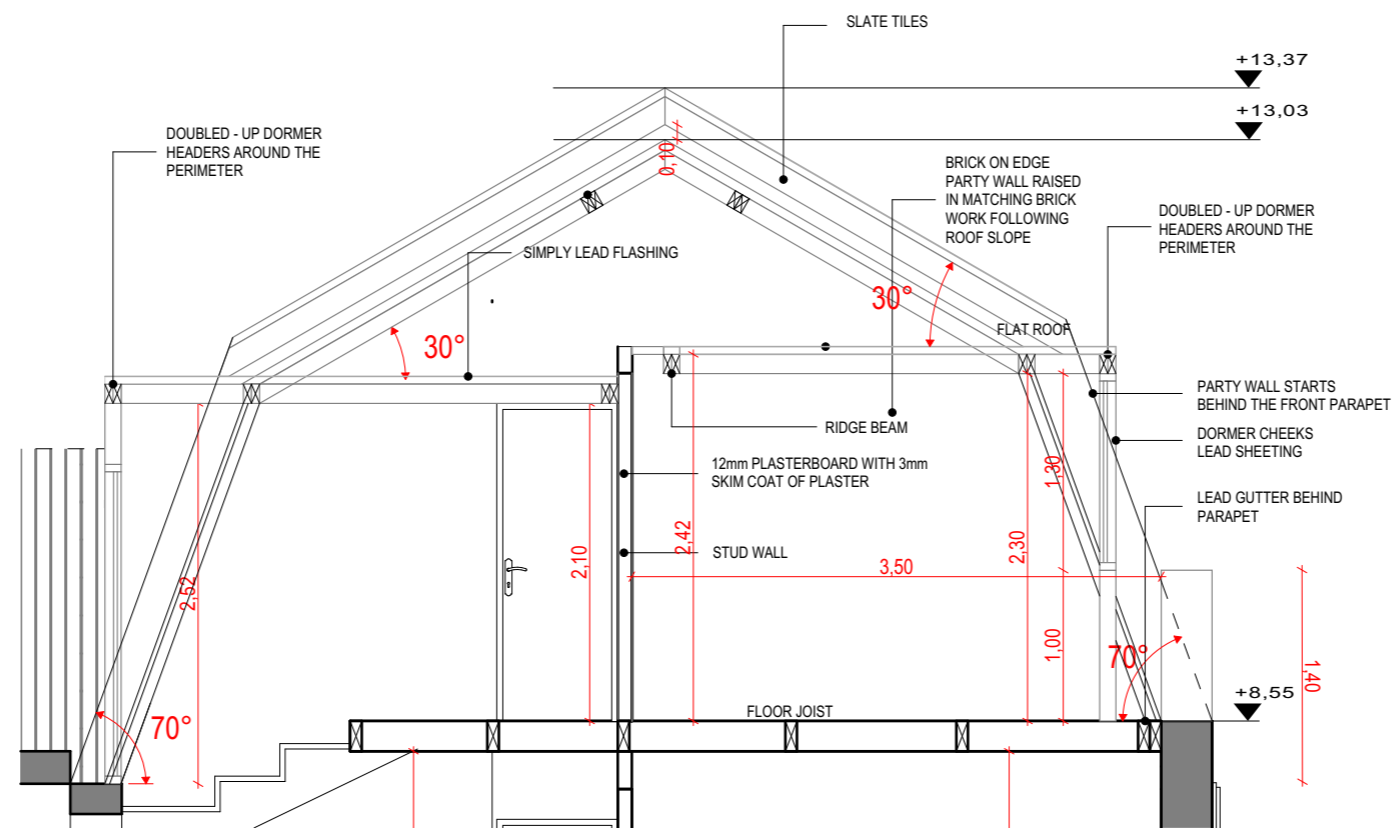 SLATE TILES
+13,37
+13,03
DOUBLED - UP DORMER
HEADERS AROUND THE
PERIMETER
0,10
BRICK ON EDGE
PARTY WALL RAISED
IN MATCHING BRICK
WORK FOLLOWING
ROOF SLOPE
DOUBLED - UP DORMER
HEADERS AROUND THE
PERIMETER
SIMPLY LEAD FLASHING
30°
30°
FLAT ROOF
PARTY WALL STARTS
BEHIND THE FRONT PARAPET
RIDGE BEAM
DORMER CHEEKS
LEAD SHEETING
12mm PLASTERBOARD WITH 3mm
SKIM COAT OF PLASTER
1,30
LEAD GUTTER BEHIND
PARAPET
2,42
2,30
2,10
STUD WALL
3,50
2,52
1,00
70°
1,40
+8,55
FLOOR JOIST
70°